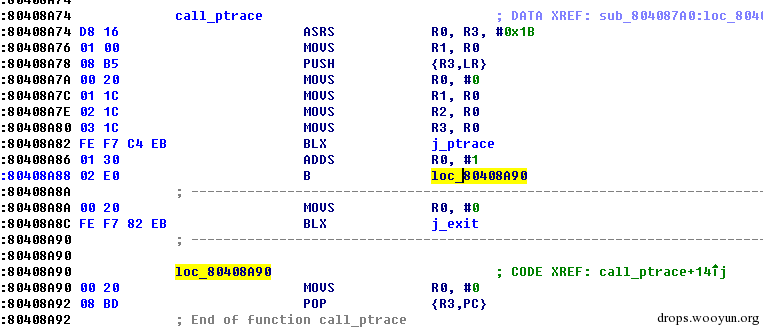 :80408A74
:80408A74 call_ptrace ; DATA XREF: sub_804087A0:loc_8040
:80408A74 D8 16 ASRS R0, R3, #0x1B
:80408A76 01 00 MOVS R1, R0
:80408A78 08 B5 PUSH {R3,LR}
:80408A7A 00 20 MOVS R0, #0
:80408A7C 01 1C MOVS R1, R0
:80408A7E 02 1C MOVS R2, R0
:80408A80 03 1C MOVS R3, R0
:80408A82 FE F7 C4 EB BLX j_ptrace
:80408A86 01 30 ADDS R0, #1
:80408A88 02 E0 B loc_80408A90
:80408A8A ; ---------------------------------------------------------------------------
:80408A8A 00 20 MOVS R0, #0
:80408A8C FE F7 82 EB BLX j_exit
:80408A90 ; ---------------------------------------------------------------------------
:80408A90
:80408A90 loc_80408A90 ; CODE XREF: call_ptrace+14↑j
:80408A90 00 20 MOVS R0, #0
:80408A92 08 BD POP {R3,PC}
:80408A92 ; End of function call_ptrace
drops.wooyun.org